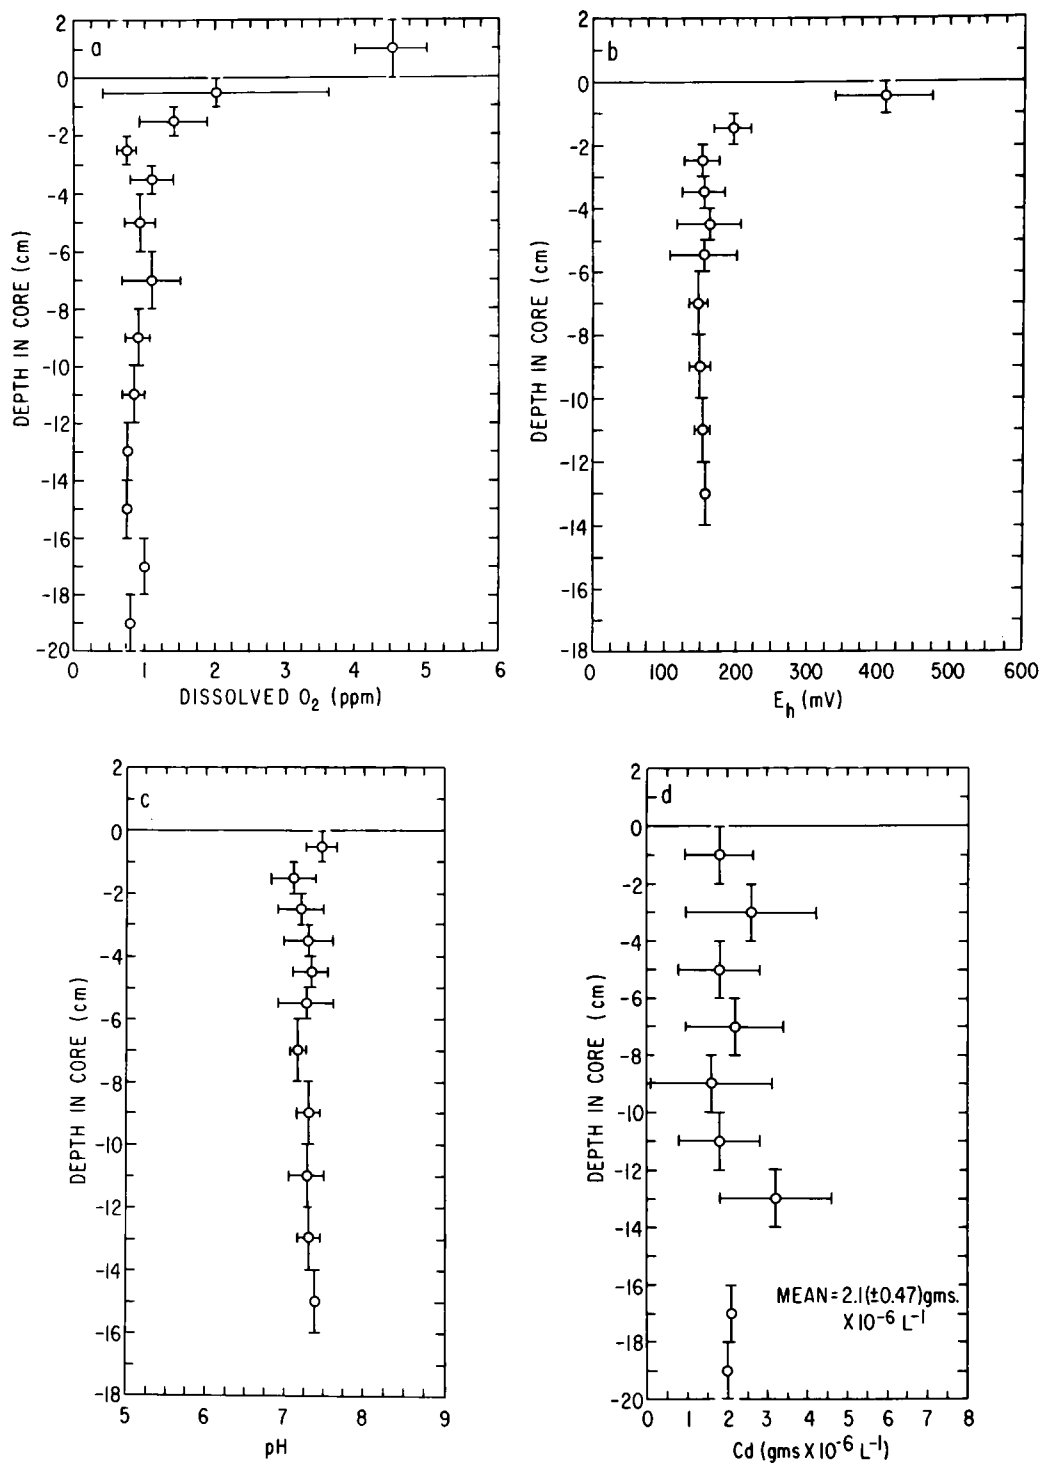 a
2
0
-2
-4
-6
-8
-10
-12
-14
-16
-18
-20
DEPTH IN CORE (cm)
0 1 2 3 4 5 6
DISSOLVED O₂ (ppm)
b
2
0
-2
-4
-6
-8
-10
-12
-14
-16
-18
DEPTH IN CORE (cm)
0 100 200 300 400 500 600
Eₕ (mV)
c
2
0
-2
-4
-6
-8
-10
-12
-14
-16
-18
DEPTH IN CORE (cm)
5 6 7 8 9
pH
d
2
0
-2
-4
-6
-8
-10
-12
-14
-16
-18
-20
DEPTH IN CORE (cm)
MEAN=2.1(±0.47)gms.
X10⁻⁶ L⁻¹
0 1 2 3 4 5 6 7 8
Cd (gms X10⁻⁶ L⁻¹)